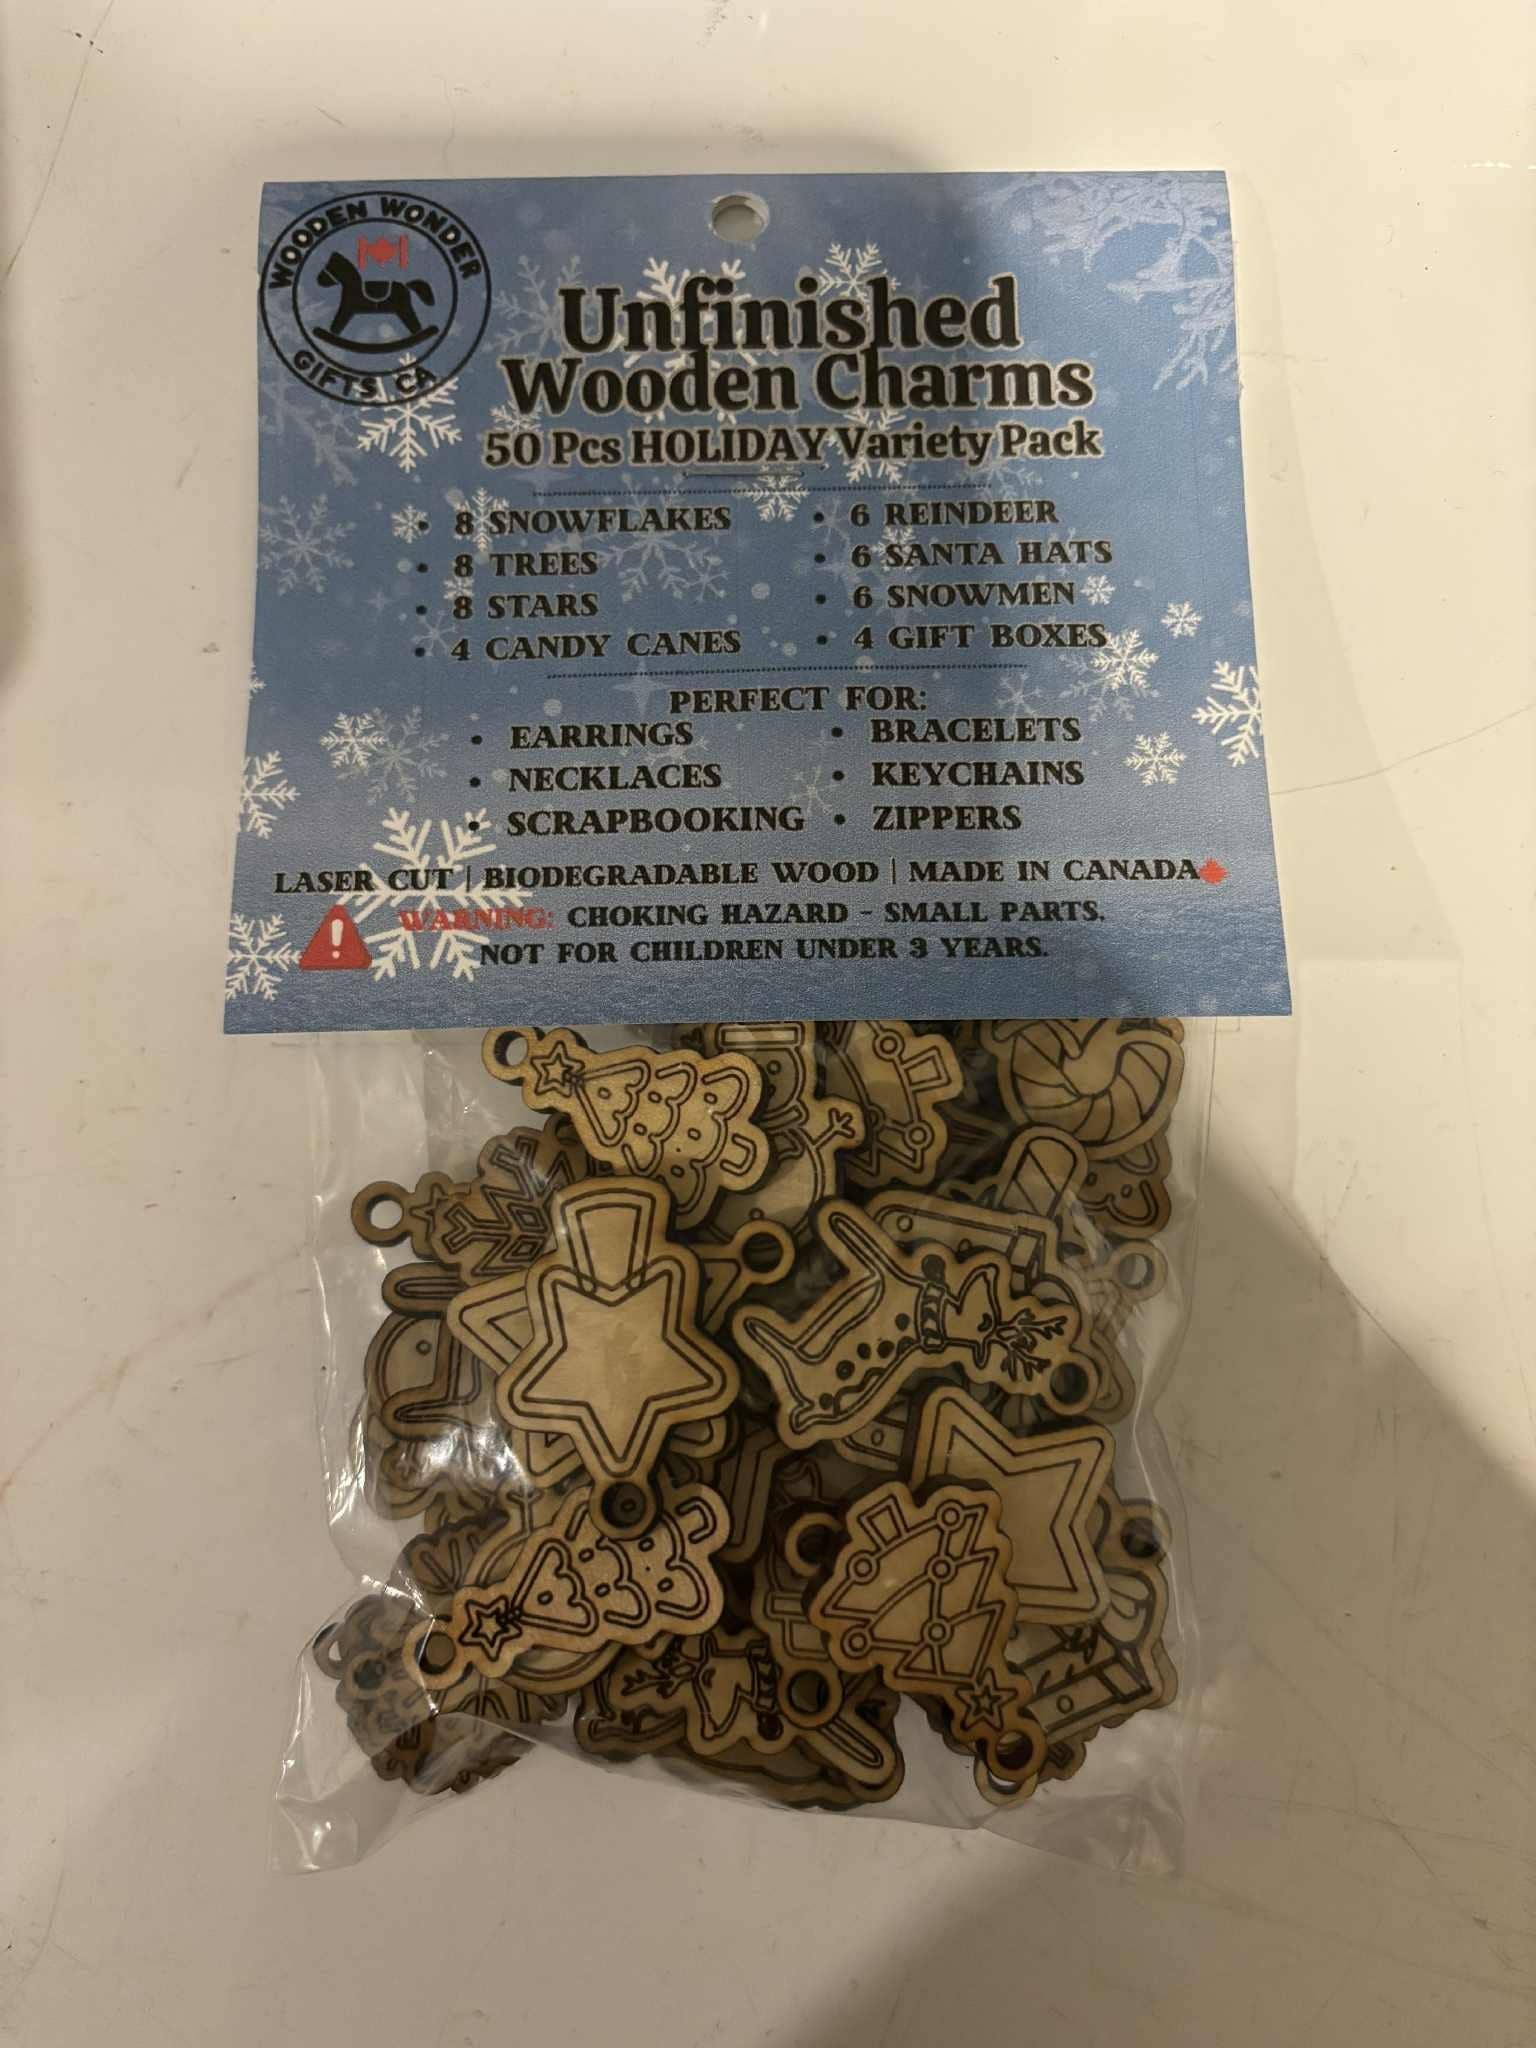 WOODEN WONDER
GIFTS CA
Unfinished
Wooden Charms
50 Pcs HOLIDAY Variety Pack
• 8 SNOWFLAKES
• 8 TREES
• 8 STARS
• 4 CANDY CANES
• 6 REINDEER
• 6 SANTA HATS
• 6 SNOWMEN
• 4 GIFT BOXES
PERFECT FOR:
• EARRINGS
• NECKLACES
• SCRAPBOOKING
• BRACELETS
• KEYCHAINS
• ZIPPERS
LASER CUT | BIODEGRADABLE WOOD | MADE IN CANADA
WARNING: CHOKING HAZARD - SMALL PARTS.
NOT FOR CHILDREN UNDER 3 YEARS.